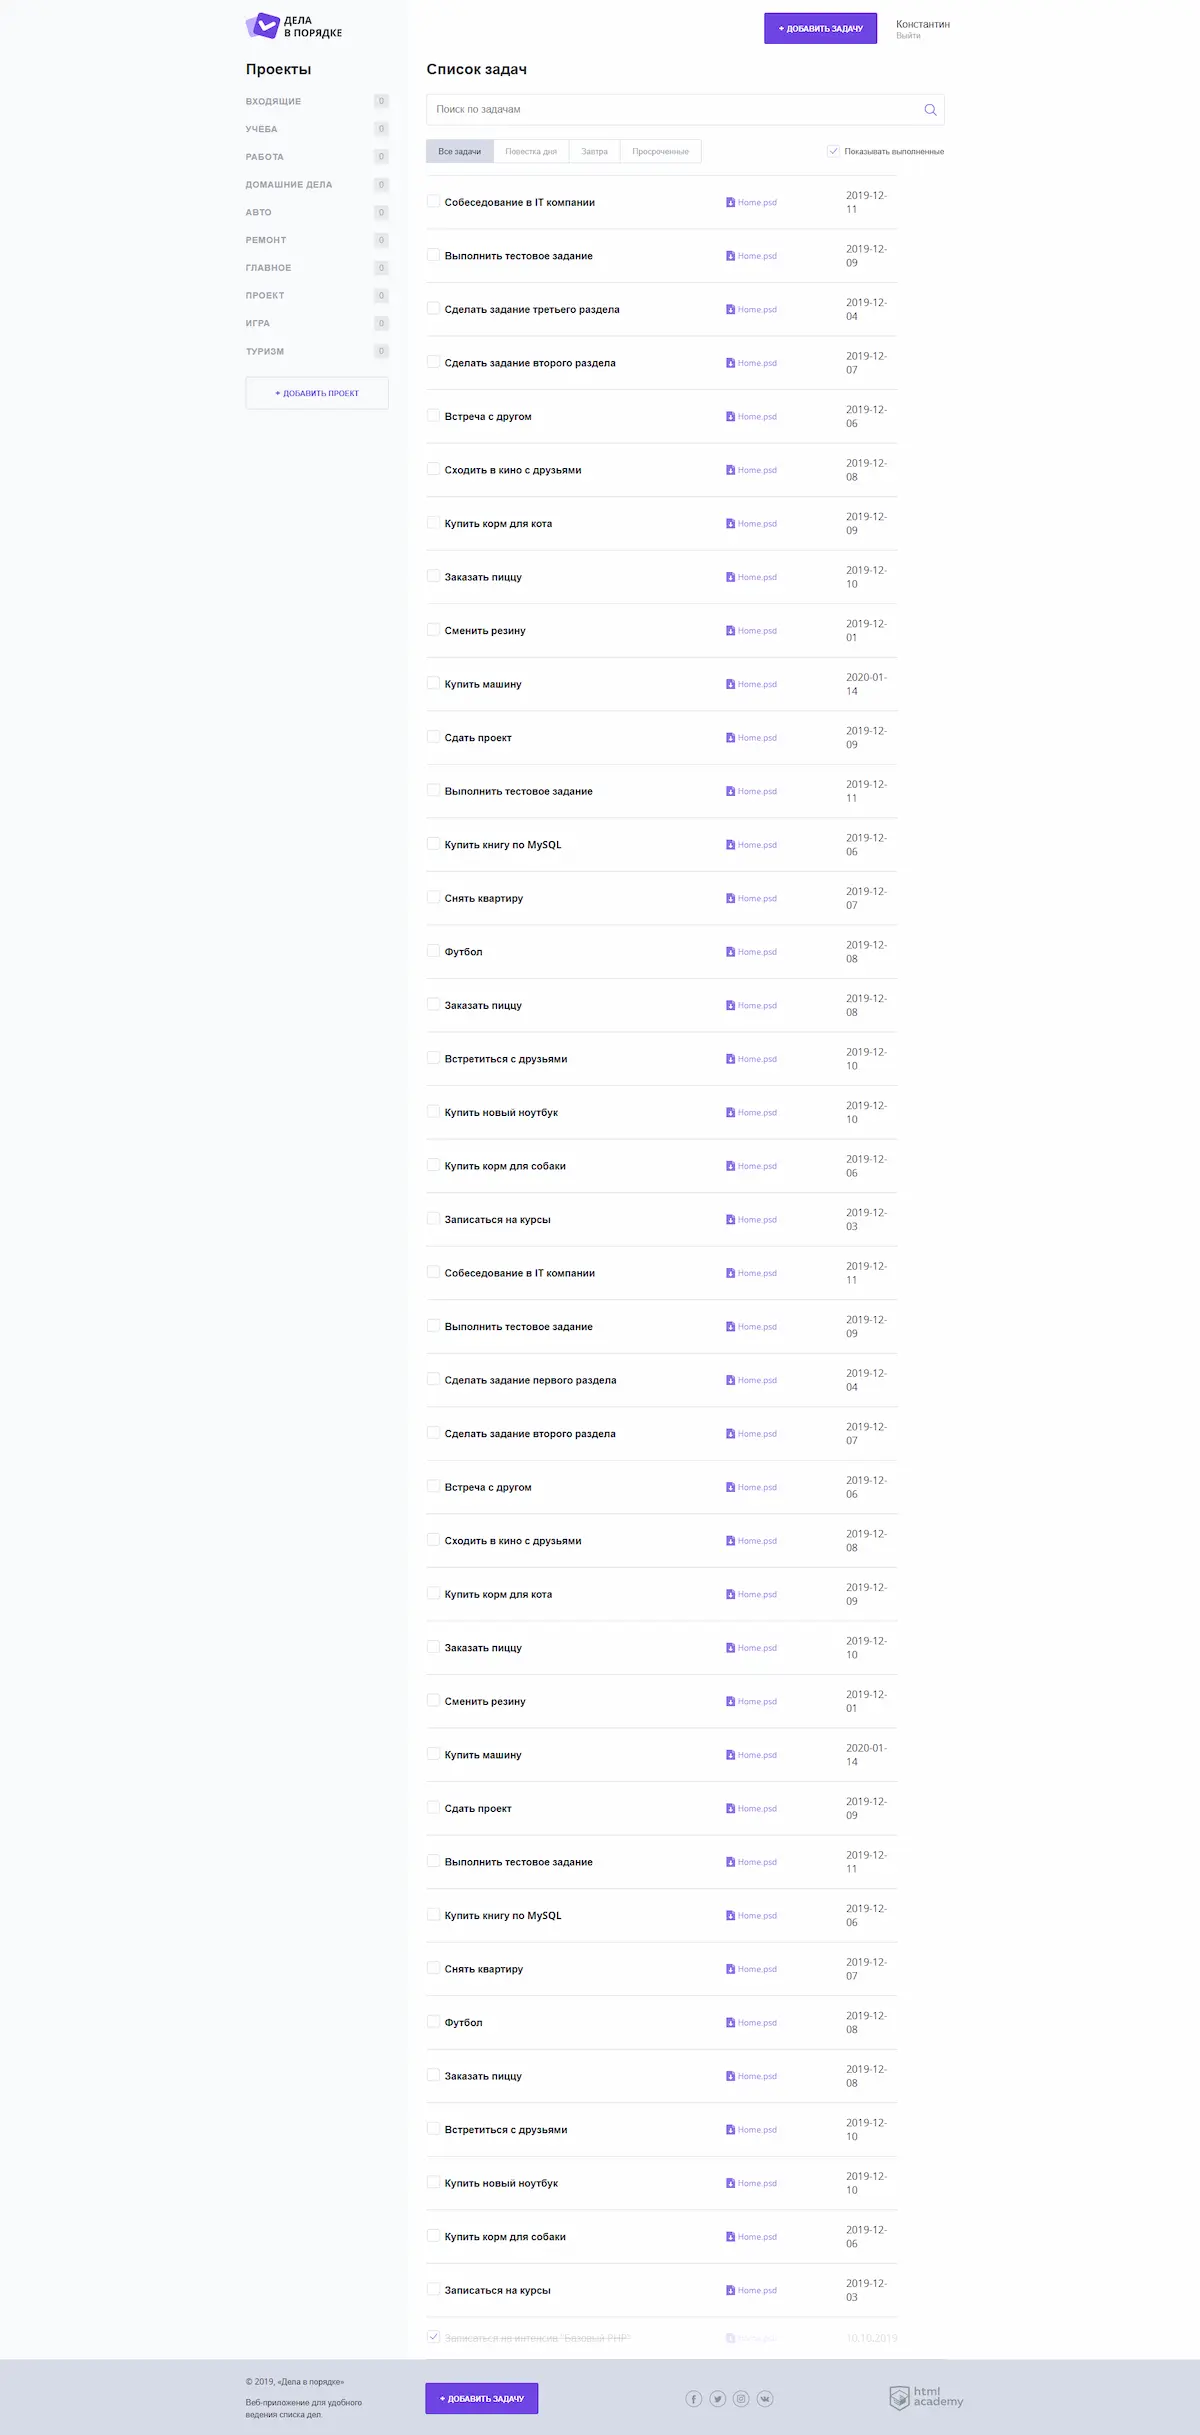 ДЕЛА
В ПОРЯДКЕ
+ ДОБАВИТЬ ЗАДАЧУ
Константин
Выйти
Проекты
ВХОДЯЩИЕ 0
УЧЕБА 0
РАБОТА 0
ДОМАШНИЕ ДЕЛА 0
АВТО 0
РЕМОНТ 0
ГЛАВНОЕ 0
ПРОЕКТ 0
ИГРА 0
ТУРИЗМ 0
+ ДОБАВИТЬ ПРОЕКТ
Список задач
Поиск по задачам
Все задачи Повестка дня Завтра Просроченные Показывать выполненные
Собеседование в IT компании Home.psd 2019-12-
11
Выполнить тестовое задание Home.psd 2019-12-
09
Сделать задание третьего раздела Home.psd 2019-12-
04
Сделать задание второго раздела Home.psd 2019-12-
07
Встреча с другом Home.psd 2019-12-
06
Сходить в кино с друзьями Home.psd 2019-12-
08
Купить корм для кота Home.psd 2019-12-
09
Заказать пиццу Home.psd 2019-12-
10
Сменить резину Home.psd 2019-12-
01
Купить машину Home.psd 2020-01-
14
Сдать проект Home.psd 2019-12-
09
Выполнить тестовое задание Home.psd 2019-12-
11
Купить книгу по MySQL Home.psd 2019-12-
06
Снять квартиру Home.psd 2019-12-
07
Футбол Home.psd 2019-12-
08
Заказать пиццу Home.psd 2019-12-
08
Встретиться с друзьями Home.psd 2019-12-
10
Купить новый ноутбук Home.psd 2019-12-
10
Купить корм для собаки Home.psd 2019-12-
06
Записаться на курсы Home.psd 2019-12-
03
Собеседование в IT компании Home.psd 2019-12-
11
Выполнить тестовое задание Home.psd 2019-12-
09
Сделать задание первого раздела Home.psd 2019-12-
04
Сделать задание второго раздела Home.psd 2019-12-
07
Встреча с другом Home.psd 2019-12-
06
Сходить в кино с друзьями Home.psd 2019-12-
08
Купить корм для кота Home.psd 2019-12-
09
Заказать пиццу Home.psd 2019-12-
10
Сменить резину Home.psd 2019-12-
01
Купить машину Home.psd 2020-01-
14
Сдать проект Home.psd 2019-12-
09
Выполнить тестовое задание Home.psd 2019-12-
11
Купить книгу по MySQL Home.psd 2019-12-
06
Снять квартиру Home.psd 2019-12-
07
Футбол Home.psd 2019-12-
08
Заказать пиццу Home.psd 2019-12-
08
Встретиться с друзьями Home.psd 2019-12-
10
Купить новый ноутбук Home.psd 2019-12-
10
Купить корм для собаки Home.psd 2019-12-
06
Записаться на курсы Home.psd 2019-12-
03
Записаться на интенсив "Базовый PHP" 10.10.2019
© 2019, «Дела в порядке»
Веб-приложение для удобного
ведения списка дел.
+ ДОБАВИТЬ ЗАДАЧУ
html
academy